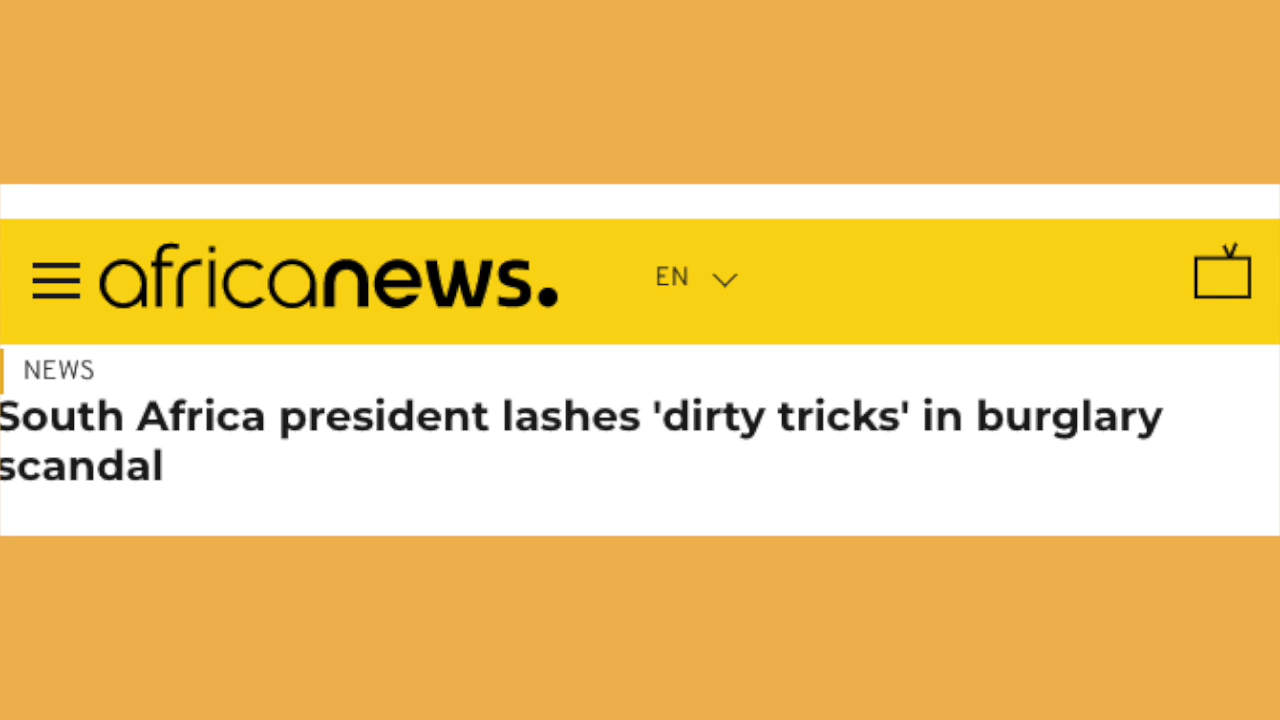 africanews.
EN
NEWS
South Africa president lashes 'dirty tricks' in burglary
scandal